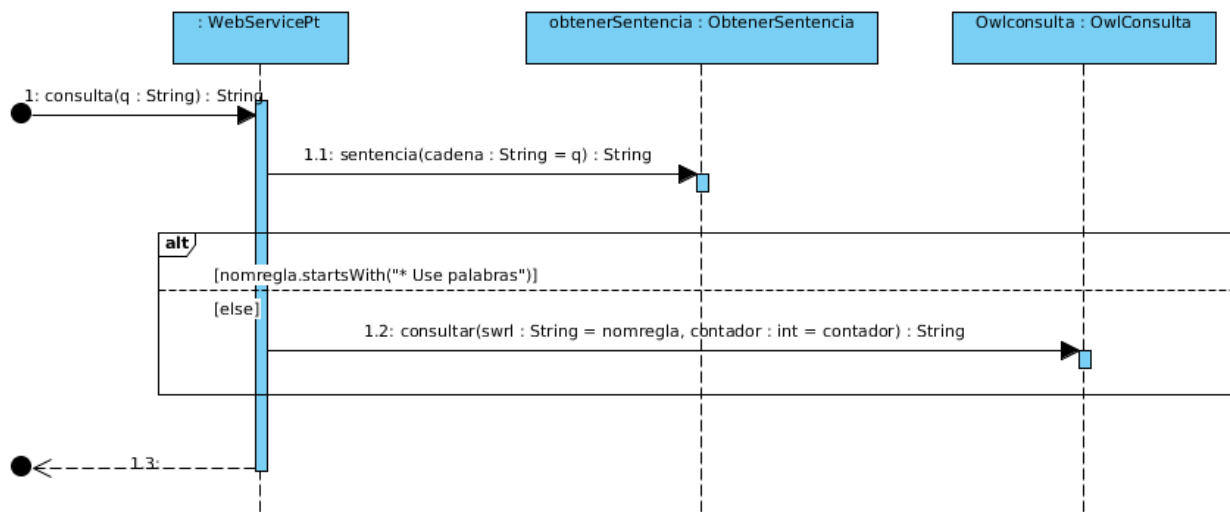 : WebServicePt
obtenerSentencia : ObtenerSentencia
Owlconsulta : OwlConsulta
1: consulta(q : String) : String
1.1: sentencia(cadena : String = q) : String
alt
[nomregla.startsWith("* Use palabras")]
[else]
1.2: consultar(swrl : String = nomregla, contador : int = contador) : String
1.3: